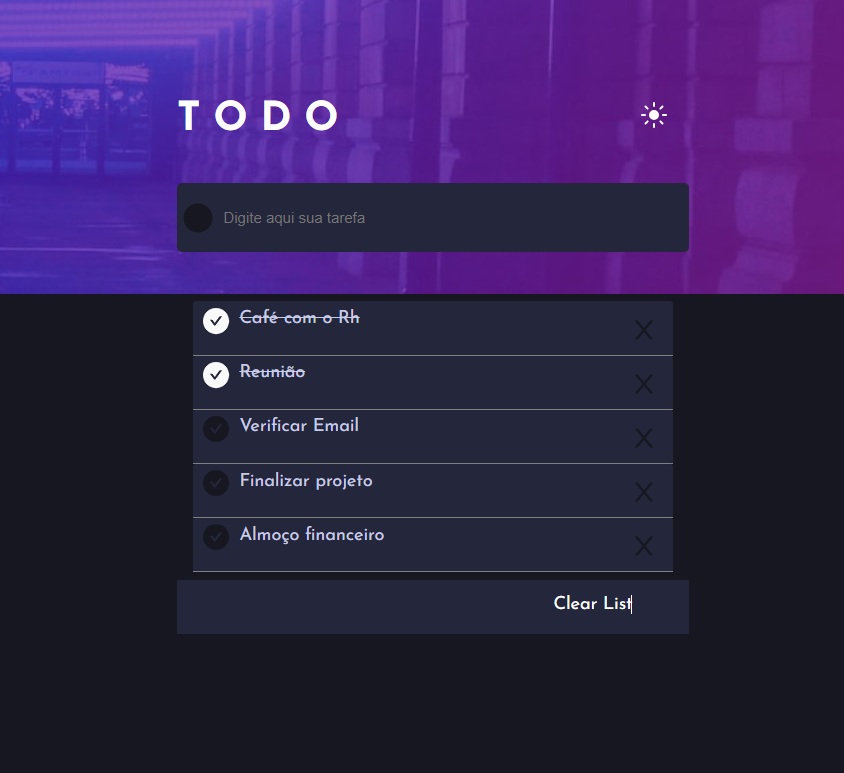 TODO
Digite aqui sua tarefa
Café com o Rh
X
Reunião
X
Verificar Email
X
Finalizar projeto
X
Almoço financeiro
X
Clear List